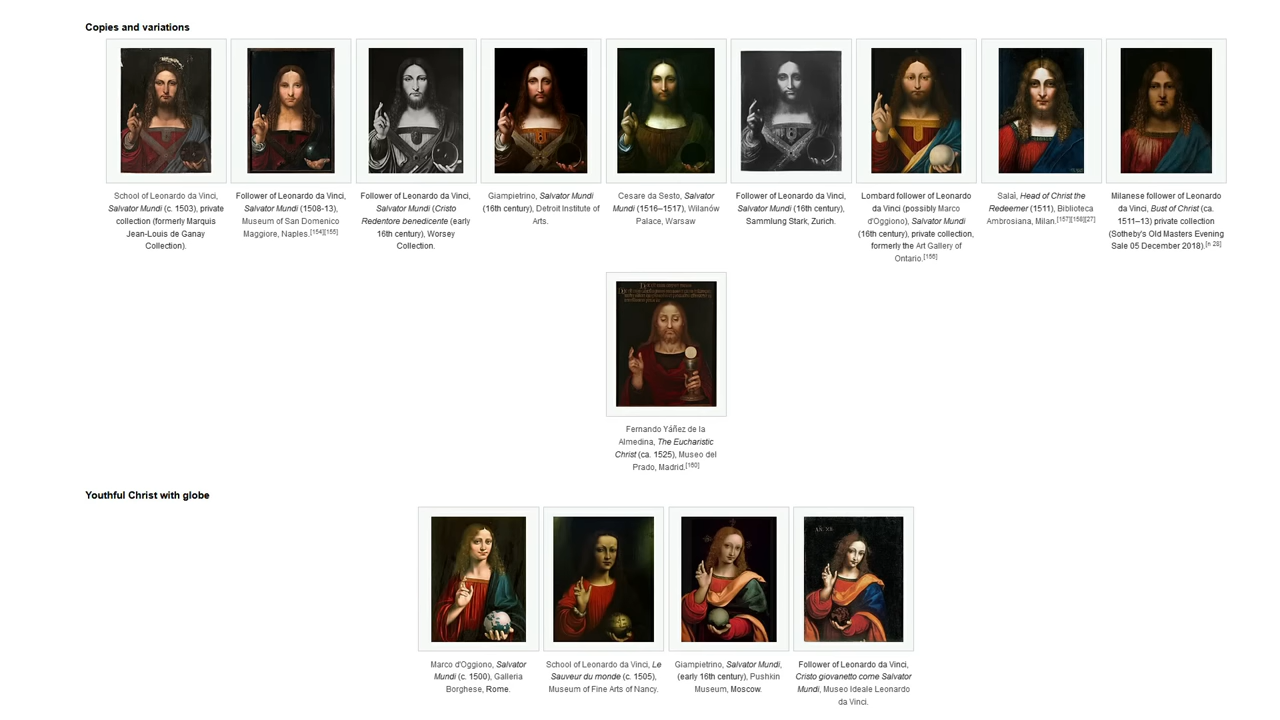 Copies and variations
School of Leonardo da Vinci,
Salvator Mundi (c. 1503), private
collection (formerly Marquis
Jean-Louis de Ganay
Collection).
Follower of Leonardo da Vinci,
Salvator Mundi (1508-13),
Museum of San Domenico
Maggiore, Naples.[154][155]
Follower of Leonardo da Vinci,
Salvator Mundi (Cristo
Redentore benedicente (early
16th century), Worsey
Collection.
Giampietrino, Salvator Mundi
(16th century), Detroit Institute of
Arts.
Cesare da Sesto, Salvator
Mundi (1516–1517), Wilanów
Palace, Warsaw
Follower of Leonardo da Vinci,
Salvator Mundi (16th century),
Sammlung Stark, Zurich.
Lombard follower of Leonardo
da Vinci (possibly Marco
d'Oggiono), Salvator Mundi
(16th century), private collection,
formerly the Art Gallery of
Ontario.[156]
Salaì, Head of Christ the
Redeemer (1511), Biblioteca
Ambrosiana, Milan.[157][158][27]
Milanese follower of Leonardo
da Vinci, Bust of Christ (ca.
1511–13) private collection
(Sotheby's Old Masters Evening
Sale 05 December 2018).[n 28]
Fernando Yáñez de la
Almedina, The Eucharistic
Christ (ca. 1525), Museo del
Prado, Madrid.[160]
Youthful Christ with globe
Marco d'Oggiono, Salvator
Mundi (c. 1500), Galleria
Borghese, Rome.
School of Leonardo da Vinci, Le
Sauveur du monde (c. 1505),
Museum of Fine Arts of Nancy.
Giampietrino, Salvator Mundi,
(early 16th century), Pushkin
Museum, Moscow.
Follower of Leonardo da Vinci,
Cristo giovanetto come Salvator
Mundi, Museo Ideale Leonardo
da Vinci.